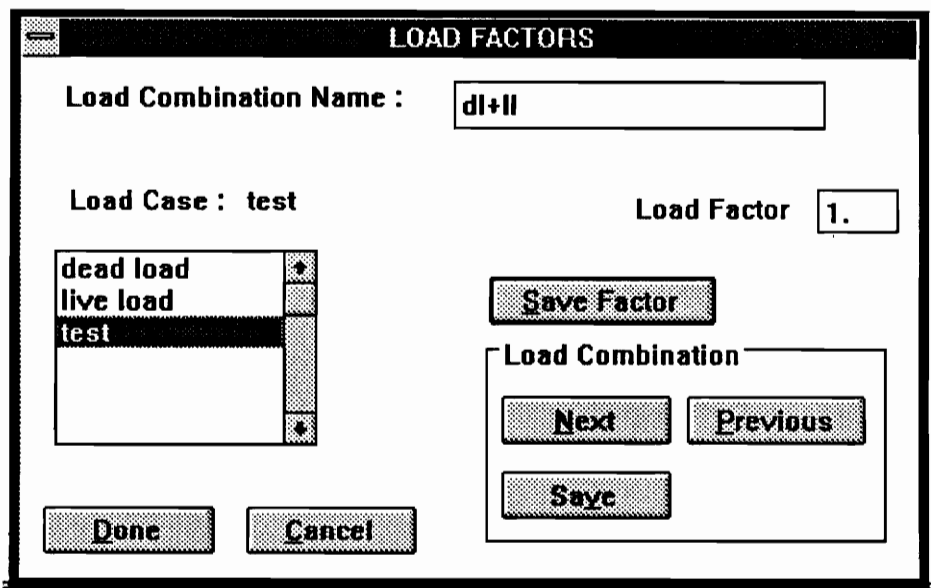 LOAD FACTORS
Load Combination Name : dl+ll
Load Case : test
Load Factor 1.
dead load
live load
test
Save Factor
Load Combination
Next Previous
Save
Done Cancel